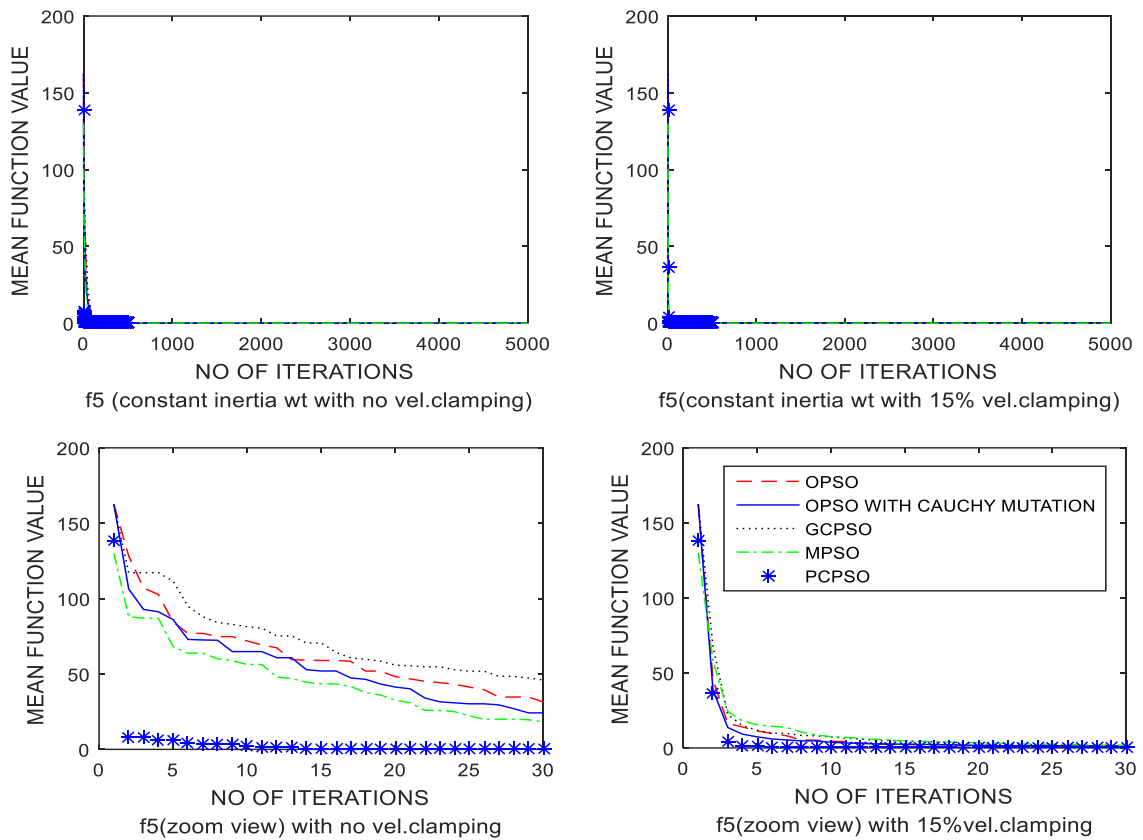 MEAN FUNCTION VALUE
200
150
100
50
0
0 1000 2000 3000 4000 5000
NO OF ITERATIONS
f5 (constant inertia wt with no vel.clamping)
MEAN FUNCTION VALUE
200
150
100
50
0
0 1000 2000 3000 4000 5000
NO OF ITERATIONS
f5(constant inertia wt with 15% vel.clamping)
MEAN FUNCTION VALUE
200
150
100
50
0
0 5 10 15 20 25 30
NO OF ITERATIONS
f5(zoom view) with no vel.clamping
MEAN FUNCTION VALUE
200
150
100
50
0
OPSO
OPSO WITH CAUCHY MUTATION
GCPSO
MPSO
PCPSO
0 5 10 15 20 25 30
NO OF ITERATIONS
f5(zoom view) with 15%vel.clamping